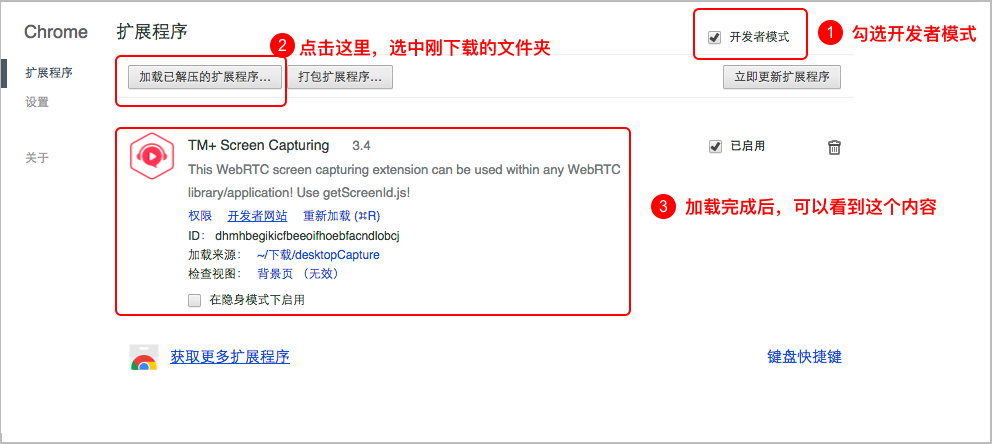 Chrome
扩展程序
设置
关于
扩展程序
开发者模式
1 勾选开发者模式
2 点击这里，选中刚下载的文件夹
加载已解压的扩展程序...
打包扩展程序...
立即更新扩展程序
TM+ Screen Capturing 3.4
已启用
This WebRTC screen capturing extension can be used within any WebRTC
library/application! Use getScreenId.js!
权限 开发者网站 重新加载 (⌘R)
3 加载完成后，可以看到这个内容
ID： dhmhbegikicfbeeoifhoebfacndlobcj
加载来源： ~/下载/desktopCapture
检查视图： 背景页 （无效）
在隐身模式下启用
获取更多扩展程序
键盘快捷键